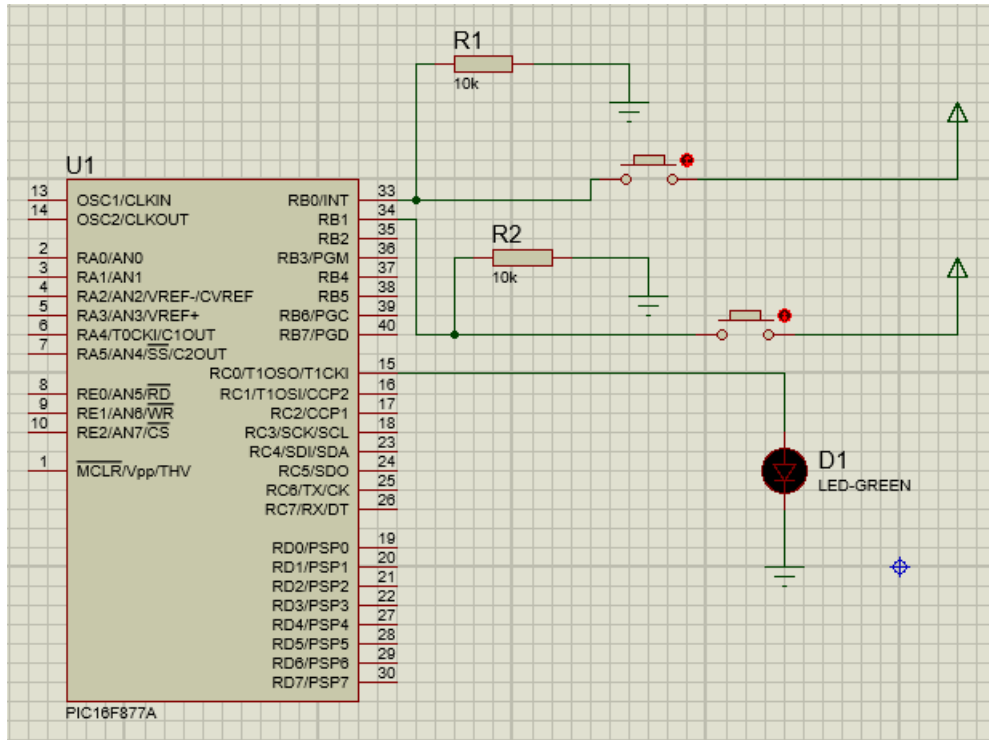 R1
10k
U1
13 OSC1/CLKIN RB0/INT 33
14 OSC2/CLKOUT RB1 34
RB2 35
2 RA0/AN0 RB3/PGM 36
3 RA1/AN1 RB4 37
4 RA2/AN2/VREF-/CVREF RB5 38
5 RA3/AN3/VREF+ RB6/PGC 39
6 RA4/T0CKI/C1OUT RB7/PGD 40
7 RA5/AN4/SS/C2OUT
RC0/T1OSO/T1CKI 15
8 RE0/AN5/RD RC1/T1OSI/CCP2 16
9 RE1/AN6/WR RC2/CCP1 17
10 RE2/AN7/CS RC3/SCK/SCL 18
RC4/SDI/SDA 23
1 MCLR/Vpp/THV RC5/SDO 24
RC6/TX/CK 25
RC7/RX/DT 26
RD0/PSP0 19
RD1/PSP1 20
RD2/PSP2 21
RD3/PSP3 22
RD4/PSP4 27
RD5/PSP5 28
RD6/PSP6 29
RD7/PSP7 30
PIC16F877A
R2
10k
D1
LED-GREEN